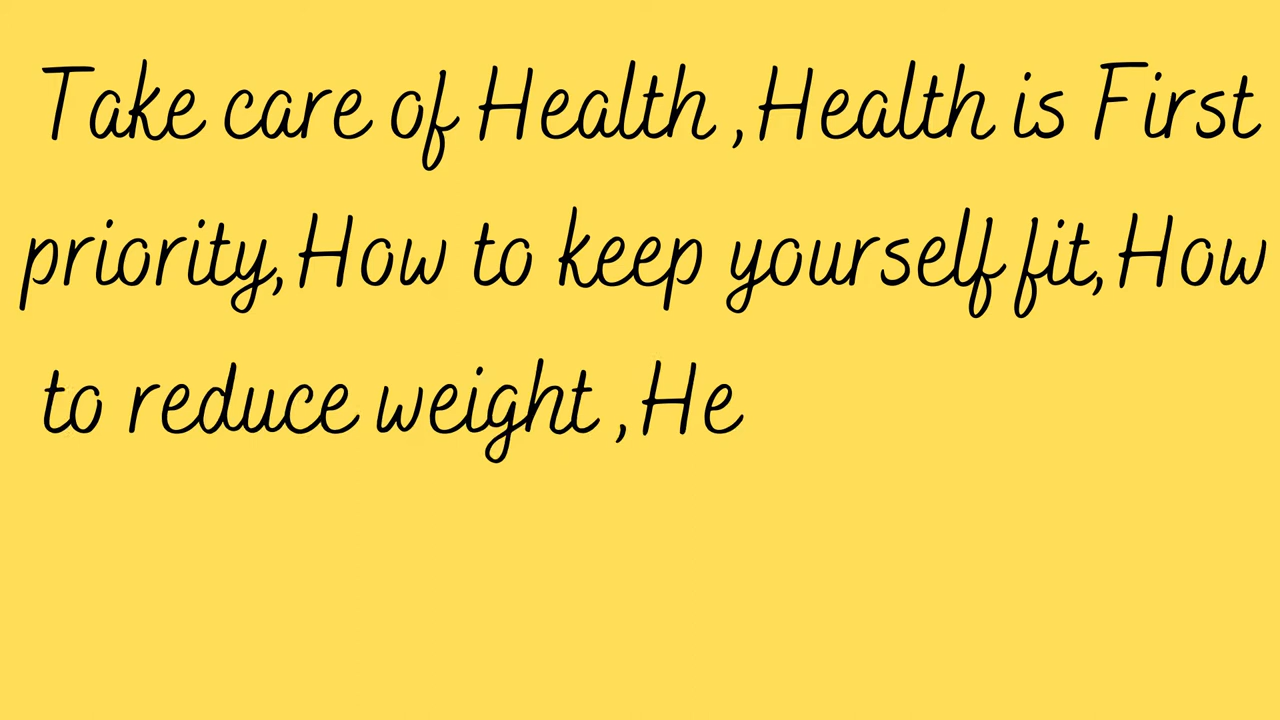 Take care of Health ,Health is First
priority,How to keep yourself fit,How
to reduce weight ,He